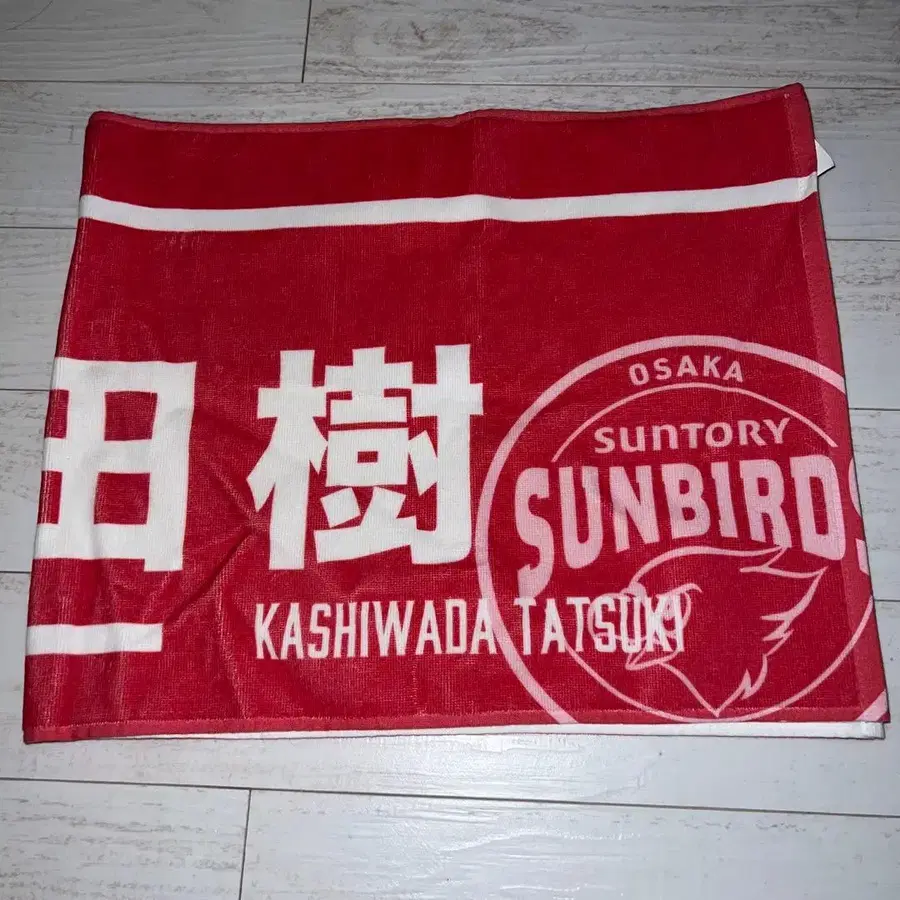 田 樹
KASHIWADA TATSUKI
OSAKA
SUNTORY
SUNBIRDS